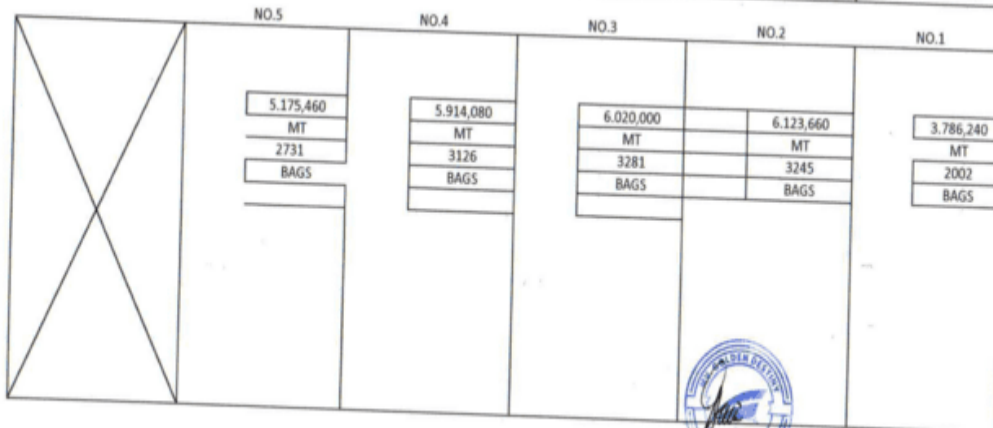 NO.5 NO.4 NO.3 NO.2 NO.1
5.175,460 5.914,080 6.020,000 6.123,660 3.786,240
MT MT MT MT MT
2731 3126 3281 3245 2002
BAGS BAGS BAGS BAGS BAGS
GOLDEN DESTINY